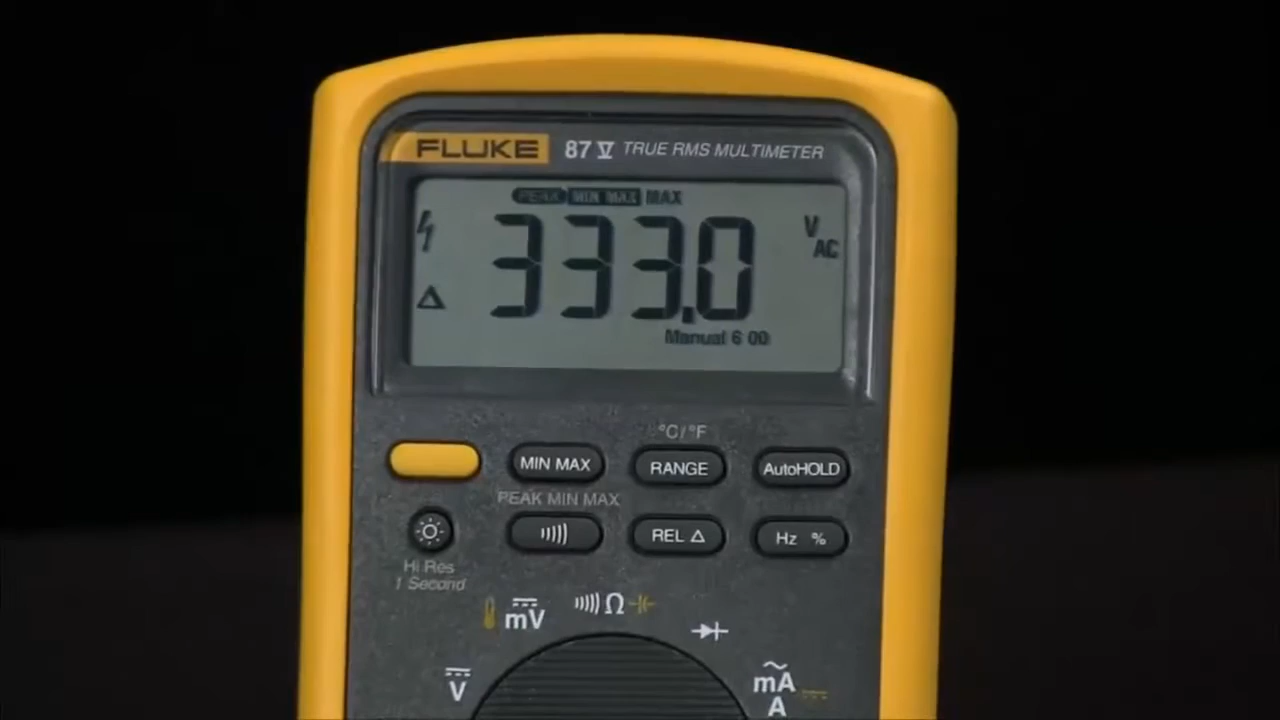 FLUKE 87 V TRUE RMS MULTIMETER
PEAK MIN MAX MAX
333.0 V AC
Δ
Manual 6 00
°C/°F
MIN MAX RANGE AutoHOLD
PEAK MIN MAX
REL Δ Hz %
Hi Res
1 Second
mV Ω
V mA
A